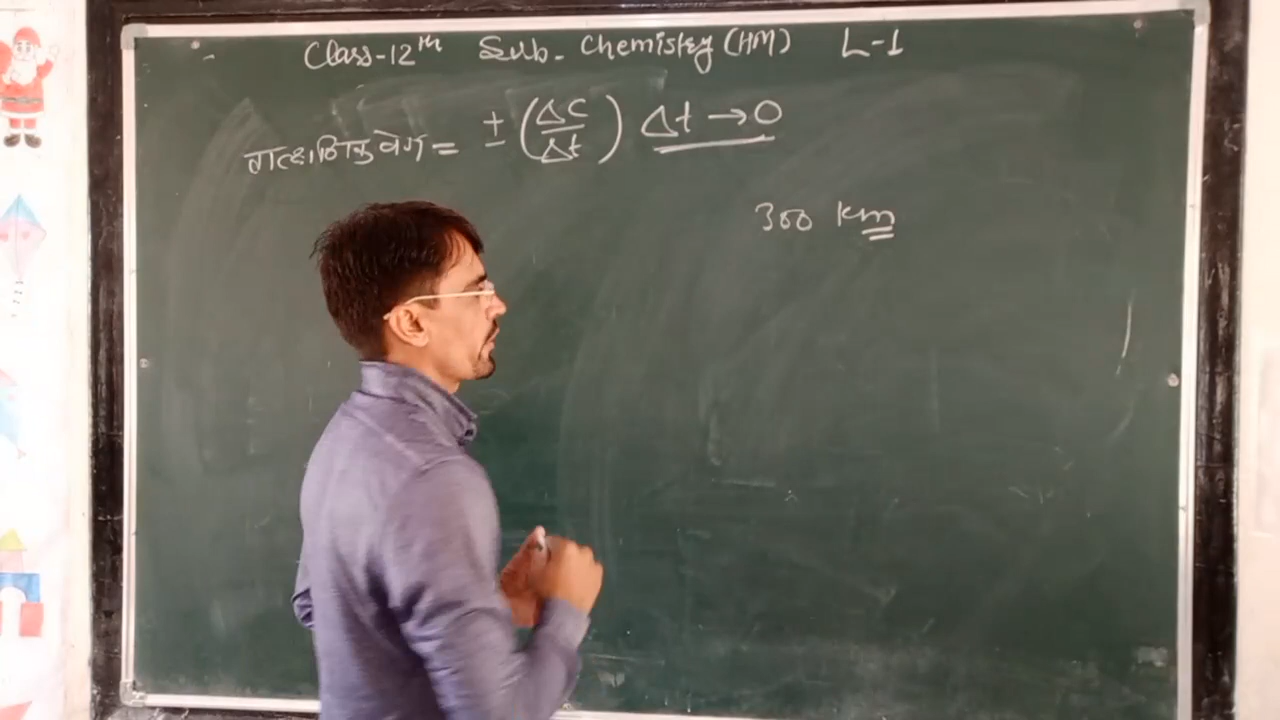 Class-12th Sub. Chemistry (HM) L-1
तात्क्षणिक वेग = ± (ΔC/Δt) Δt → 0
300 km